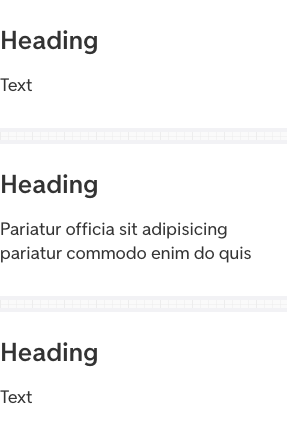 Heading
Text
Heading
Pariatur officia sit adipisicing
pariatur commodo enim do quis
Heading
Text